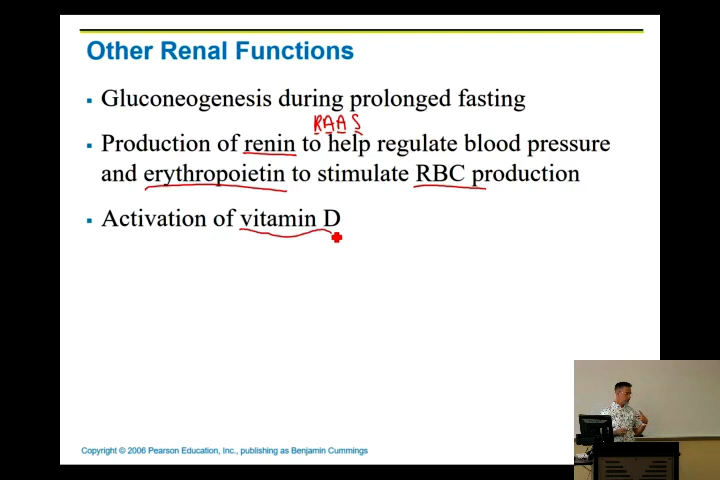 Other Renal Functions
▪ Gluconeogenesis during prolonged fasting
RAAS
▪ Production of renin to help regulate blood pressure
and erythropoietin to stimulate RBC production
▪ Activation of vitamin D
Copyright © 2006 Pearson Education, Inc., publishing as Benjamin Cummings